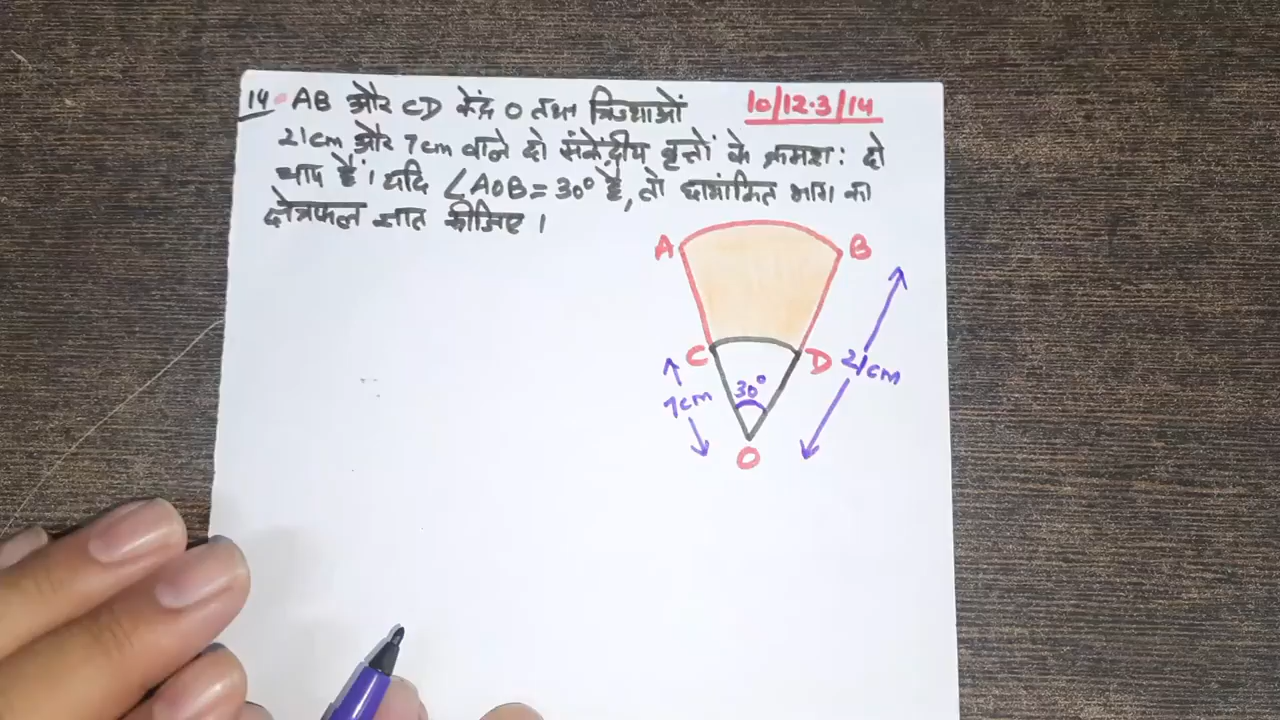 14. AB और CD केंद्र O तथा त्रिज्याओं
10/12.3/14
21cm और 7cm वाले दो संकेंद्रीय वृत्तों के क्रमश: दो
चाप हैं। यदि ∠AOB = 30° है, तो छायांकित भाग का
क्षेत्रफल ज्ञात कीजिए।
A
B
C
D
21cm
7cm
30°
O